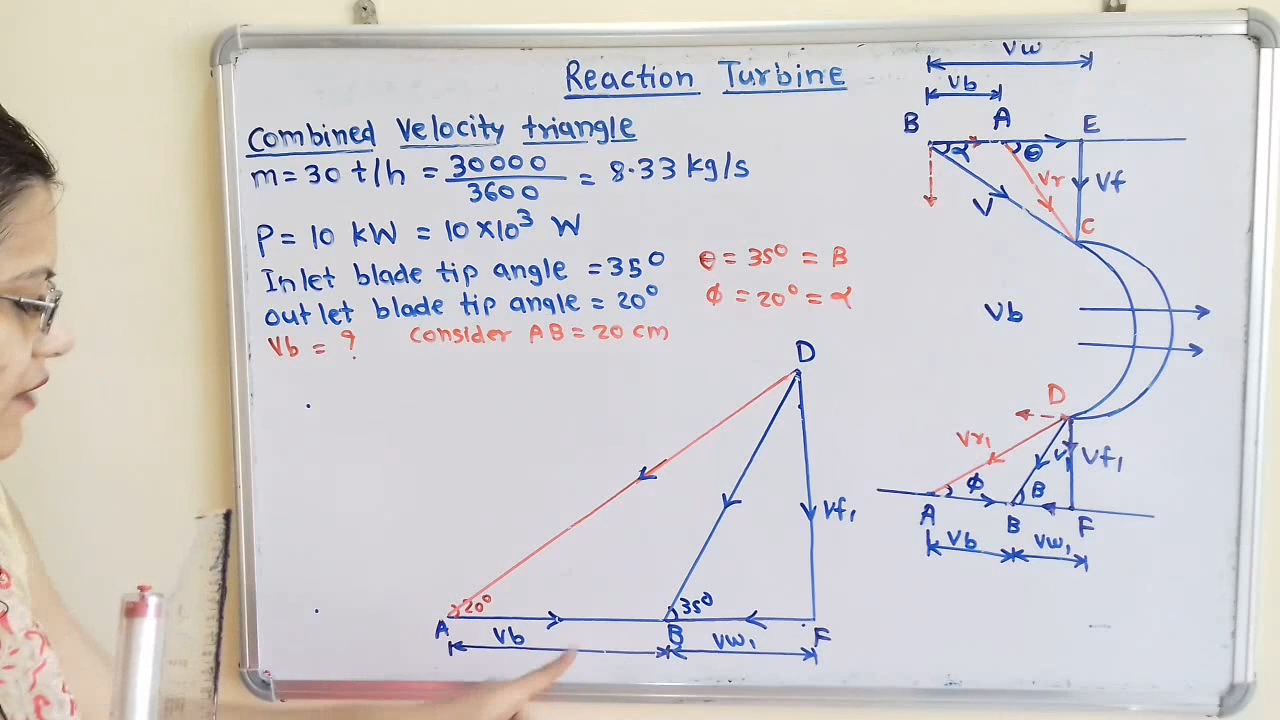 Reaction Turbine
Combined Velocity triangle
m = 30 t/h = 30000 / 3600 = 8.33 kg/s
P = 10 kW = 10 × 10³ W
Inlet blade tip angle = 35°
θ = 35° = B
outlet blade tip angle = 20°
ϕ = 20° = α
Vb = ?
consider AB = 20 cm
Vw
Vb
B A E
α θ
Vr
V
Vf
C
Vb
D
Vr₁
V₁
Vf₁
ϕ B
A B F
Vb Vw₁
D
Vf₁
20° 35°
A B F
Vb Vw₁